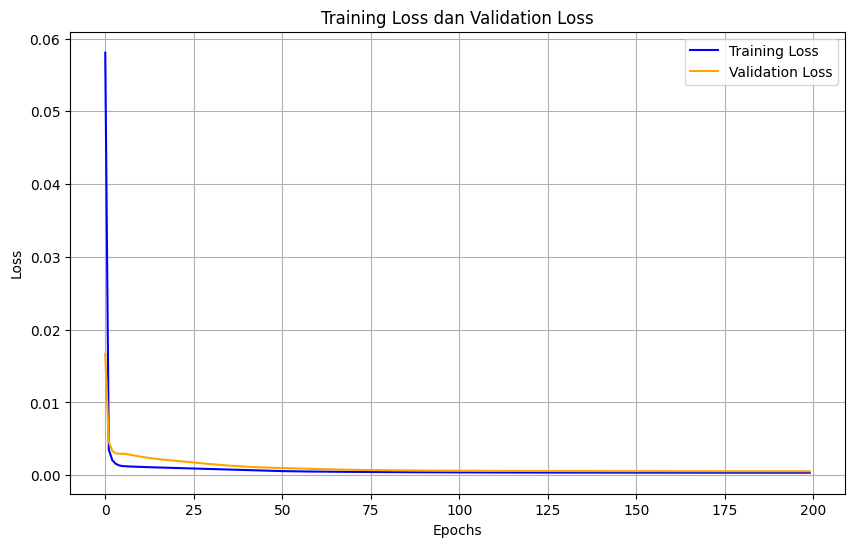 Training Loss dan Validation Loss
Training Loss
Validation Loss
0.06
0.05
0.04
0.03
0.02
0.01
0.00
Loss
0 25 50 75 100 125 150 175 200
Epochs